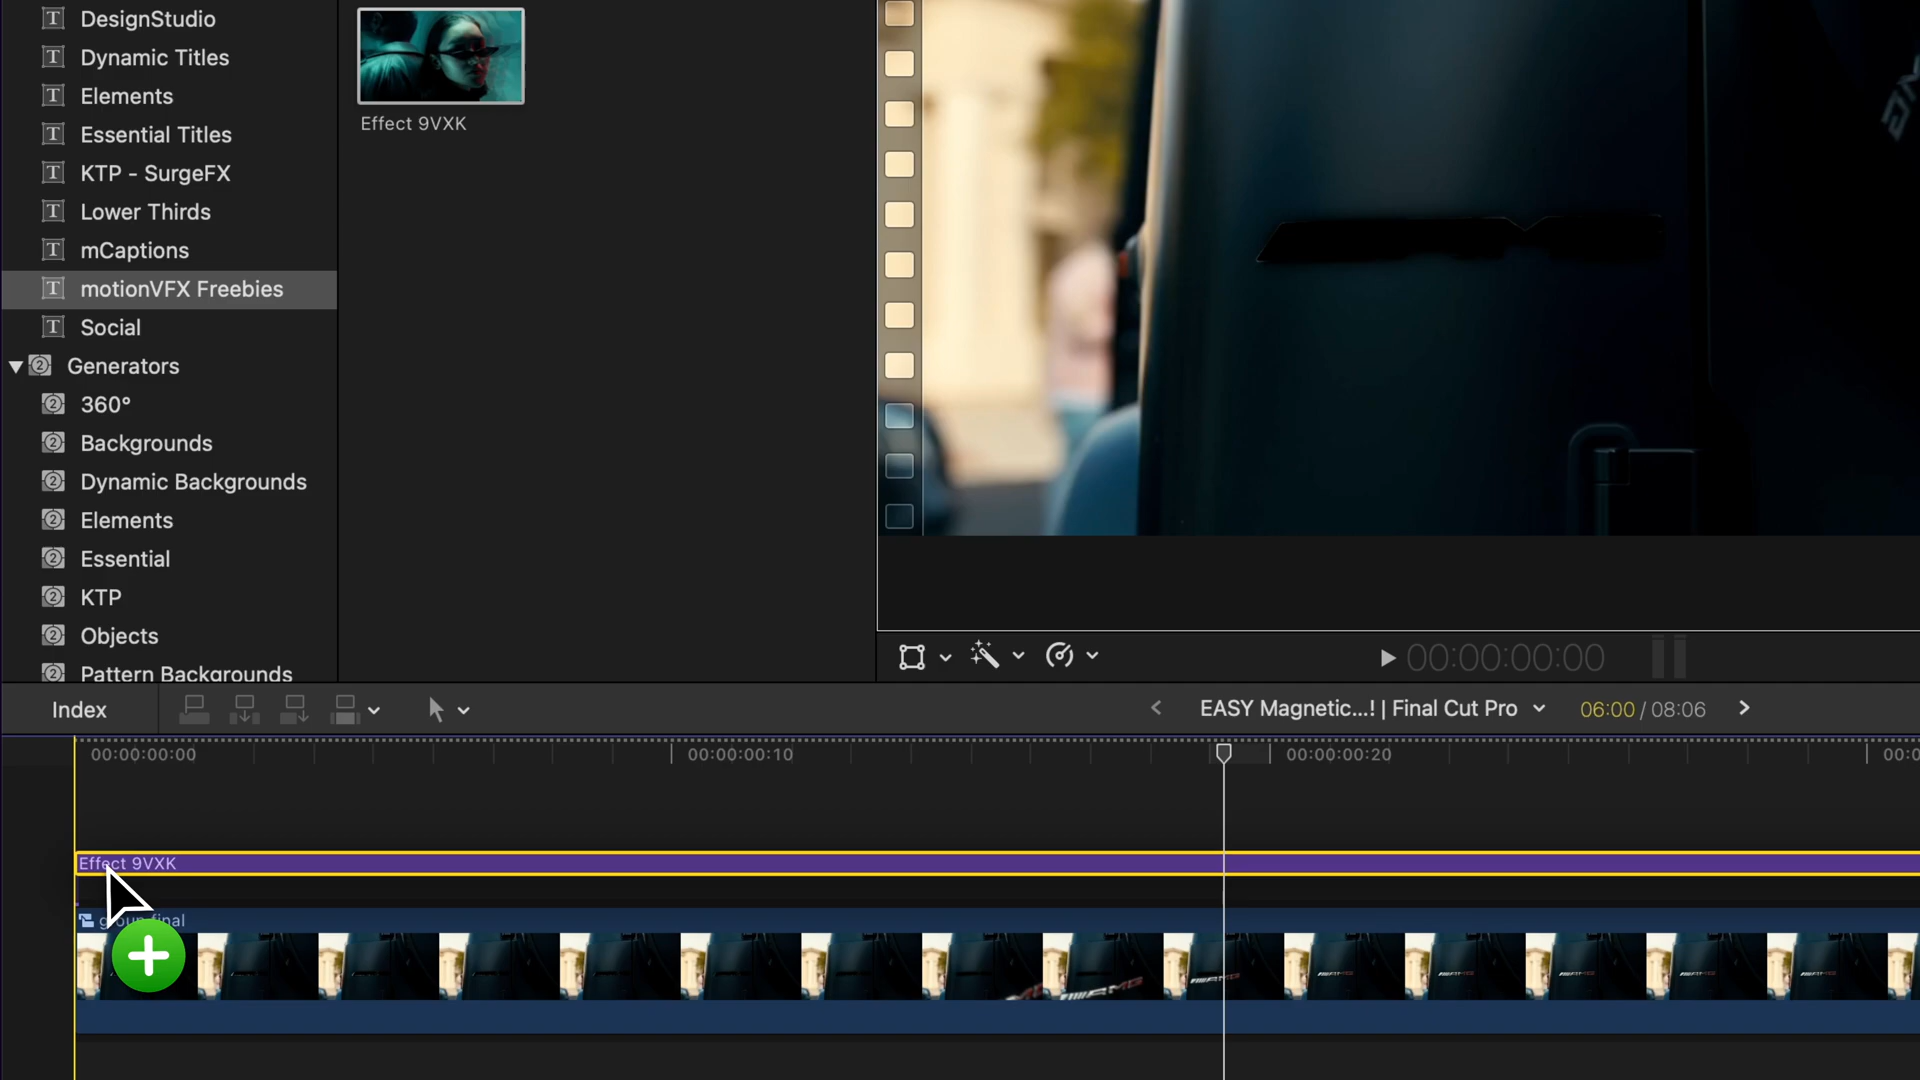 DesignStudio
Dynamic Titles
Elements
Essential Titles
KTP - SurgeFX
Lower Thirds
mCaptions
motionVFX Freebies
Social
Generators
360°
Backgrounds
Dynamic Backgrounds
Elements
Essential
KTP
Objects
Pattern Backgrounds
Effect 9VXK
00:00:00:00
Index
EASY Magnetic...! | Final Cut Pro
06:00 / 08:06
00:00:00:00
00:00:00:10
00:00:00:20
Effect 9VXK
group final